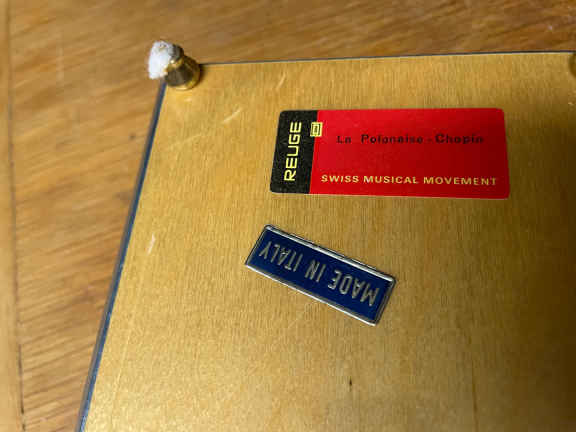 REUGE
La Polonaise - Chopin
SWISS MUSICAL MOVEMENT
MADE IN ITALY